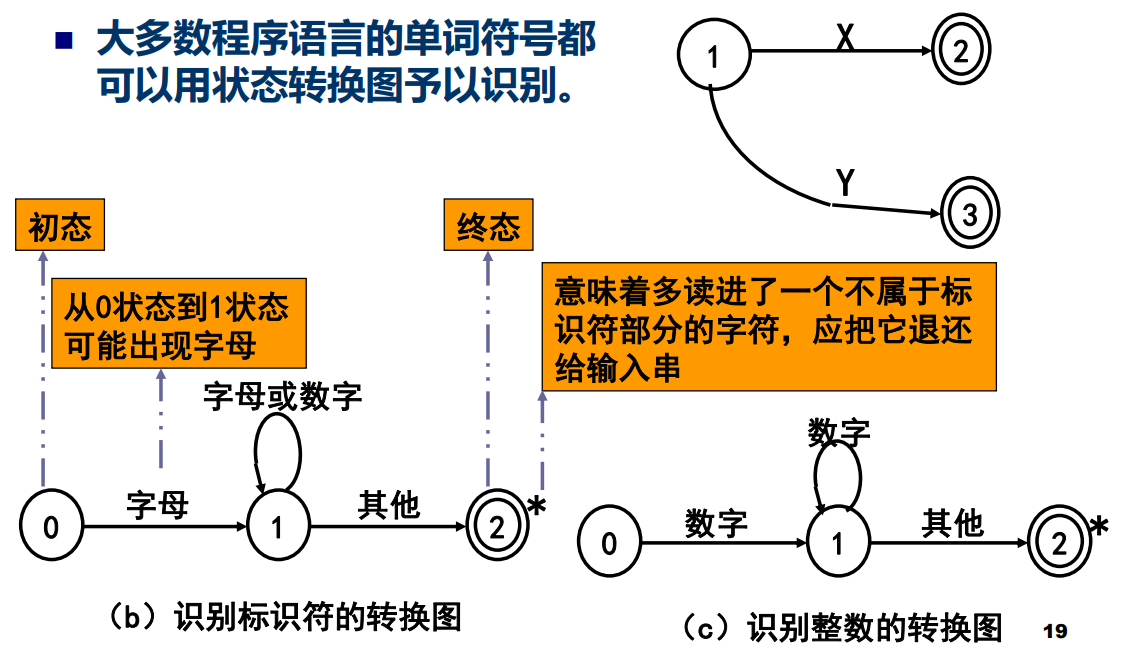 ■ 大多数程序语言的单词符号都
可以用状态转换图予以识别。
1
X
2
Y
3
初态
终态
从0状态到1状态
可能出现字母
意味着多读进了一个不属于标
识符部分的字符，应把它退还
给输入串
字母或数字
0
字母
1
其他
2
*
（b）识别标识符的转换图
数字
0
数字
1
其他
2
*
（c）识别整数的转换图
19